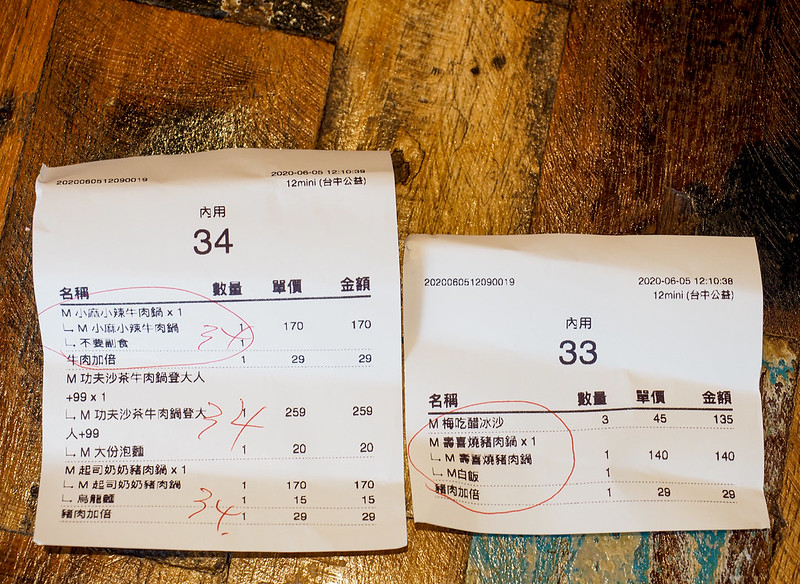 2020060512090019
2020-06-05 12:10:39
12mini (台中公益)
內用
34
名稱 數量 單價 金額
M 小麻小辣牛肉鍋 x 1
∟ M 小麻小辣牛肉鍋 1 170 170
∟ 不要副食 1
34
牛肉加倍 1 29 29
M 功夫沙茶牛肉鍋登大人
+99 x 1
∟ M 功夫沙茶牛肉鍋登大 1 259 259
人+99
34
∟ M 大份泡麵 1 20 20
M 起司奶奶豬肉鍋 x 1
∟ M 起司奶奶豬肉鍋 1 170 170
∟ 烏龍麵 1 15 15
34
豬肉加倍 1 29 29
2020060512090019
2020-06-05 12:10:38
12mini (台中公益)
內用
33
名稱 數量 單價 金額
M 梅吃醋冰沙 3 45 135
M 壽喜燒豬肉鍋 x 1
∟ M 壽喜燒豬肉鍋 1 140 140
∟ M白飯 1
豬肉加倍 1 29 29